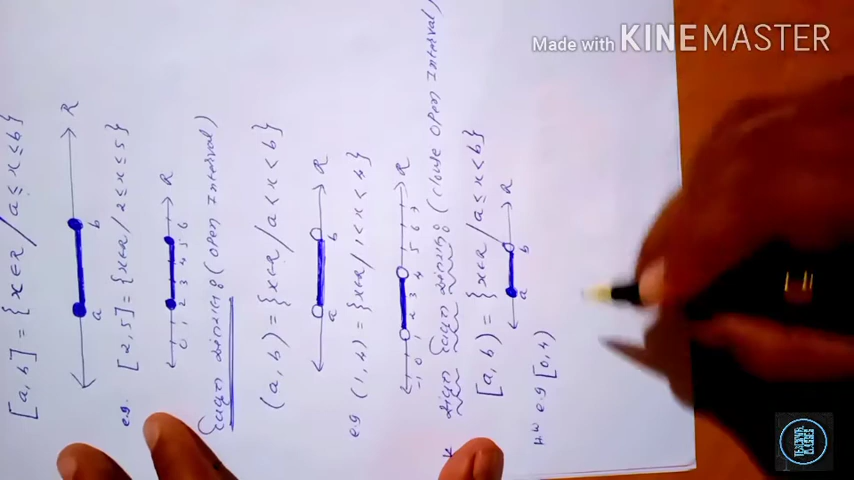 [a,b] = {x∈R / a ≤ x ≤ b}
a b R
e.g. [2,5] = {x∈R / 2 ≤ x ≤ 5}
0 1 2 3 4 5 6 R
(open Interval)
(a,b) = {x∈R / a < x < b}
a b R
e.g (1,4) = {x∈R / 1 < x < 4}
-1 0 1 2 3 4 5 6 7 R
(close open Interval)
[a,b) = {x∈R / a ≤ x < b}
a b R
H.W e.g [0,4)
Made with KINEMASTER